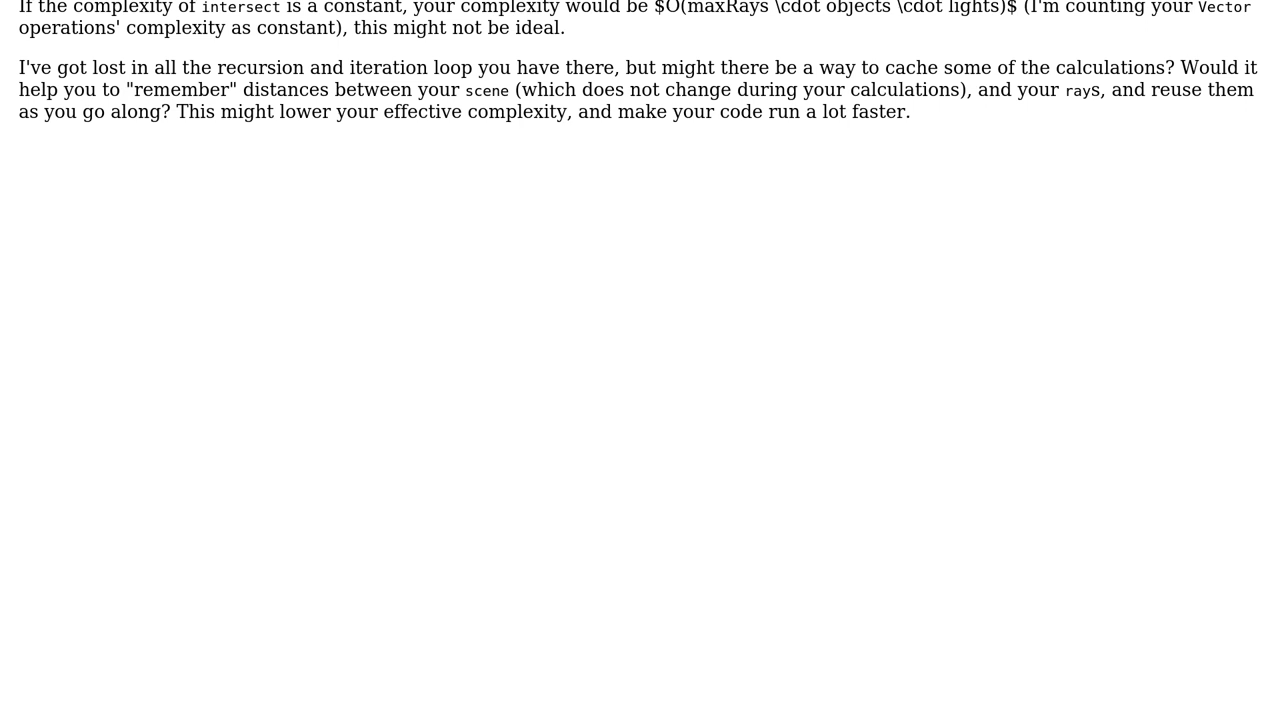 If the complexity of intersect is a constant, your complexity would be $O(maxRays \cdot objects \cdot lights)$ (I'm counting your Vector
operations' complexity as constant), this might not be ideal.
I've got lost in all the recursion and iteration loop you have there, but might there be a way to cache some of the calculations? Would it
help you to "remember" distances between your scene (which does not change during your calculations), and your rays, and reuse them
as you go along? This might lower your effective complexity, and make your code run a lot faster.